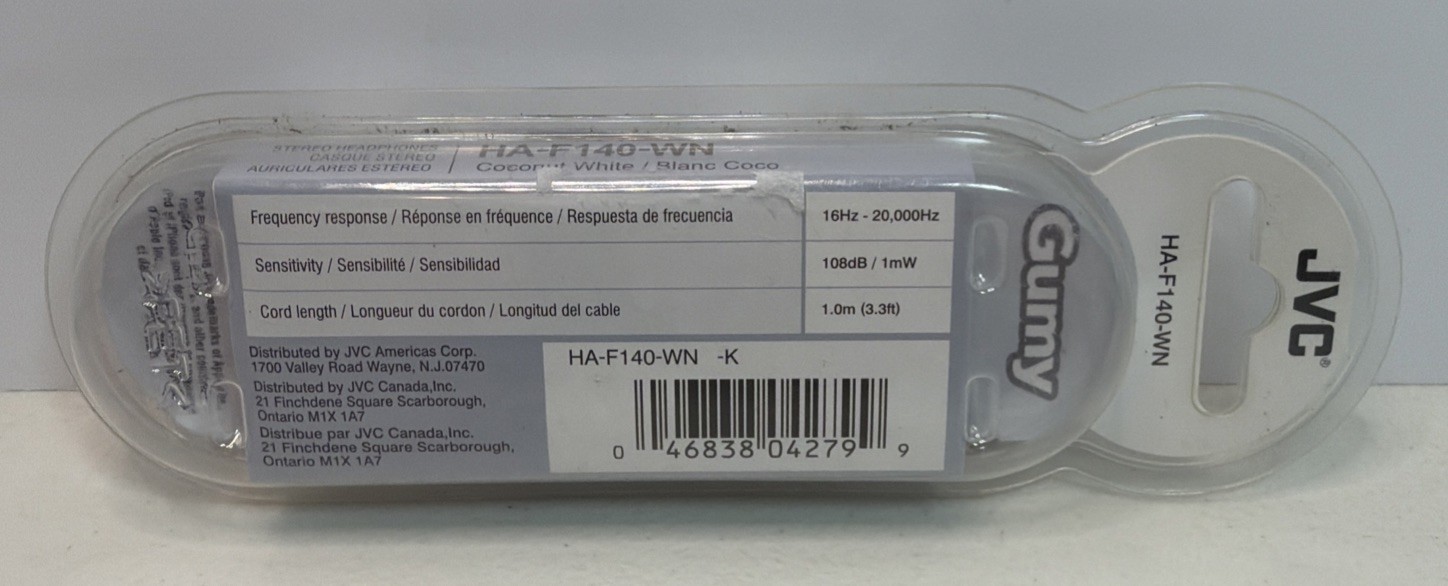 STEREO HEADPHONES
CASQUE STEREO
AURICULARES ESTEREO
HA-F140-WN
Coconut White / Blanc Coco
Frequency response / Réponse en fréquence / Respuesta de frecuencia
16Hz - 20,000Hz
Sensitivity / Sensibilité / Sensibilidad
108dB / 1mW
Cord length / Longueur du cordon / Longitud del cable
1.0m (3.3ft)
Distributed by JVC Americas Corp.
1700 Valley Road Wayne, N.J.07470
Distributed by JVC Canada,Inc.
21 Finchdene Square Scarborough,
Ontario M1X 1A7
Distribue par JVC Canada,Inc.
21 Finchdene Square Scarborough,
Ontario M1X 1A7
HA-F140-WN -K
0 46838 04279 9
Gumy
HA-F140-WN
JVC®